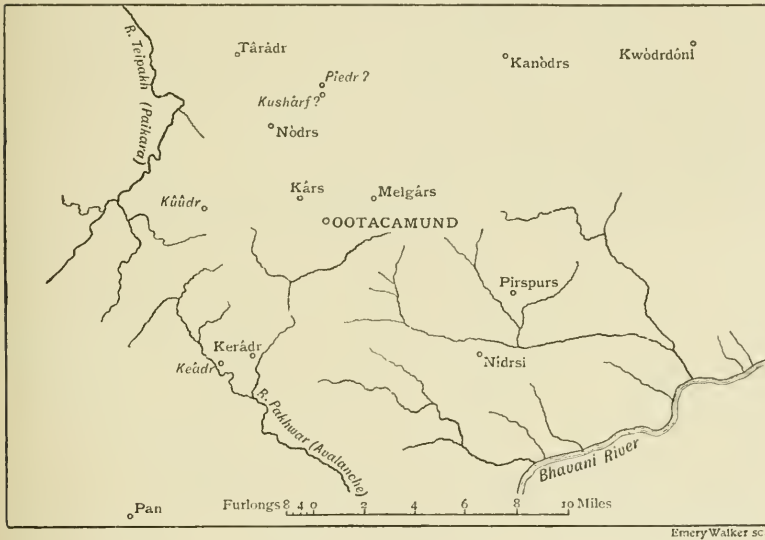 R. Teipakh (Paikara)
Târâdr
Piedr ?
Kushârf ?
Nòdrs
Kanòdrs
Kwòdrdôni
Kûûdr
Kârs
Melgârs
OOTACAMUND
Pirspurs
Kerâdr
Keâdr
Nidrsi
R. Pakhwar (Avalanche)
Bhavani River
Pan
Furlongs 8 4 0 2 4 6 8 10 Miles
Emery Walker sc